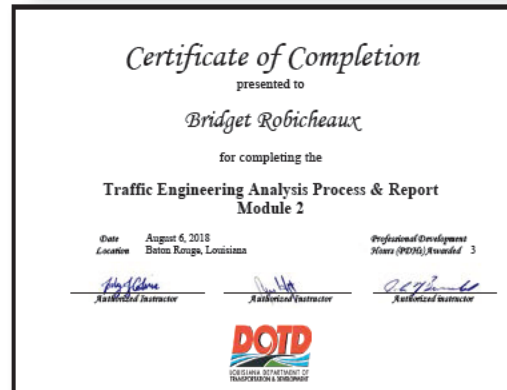 Certificate of Completion
presented to
Bridget Robicheaux
for completing the
Traffic Engineering Analysis Process & Report
Module 2
Date August 6, 2018
Location Baton Rouge, Louisiana
Professional Development
Hours (PDH) Awarded 3
Authorized Instructor
Authorized Instructor
Authorized Instructor
DOTD
LOUISIANA DEPARTMENT OF
TRANSPORTATION & DEVELOPMENT